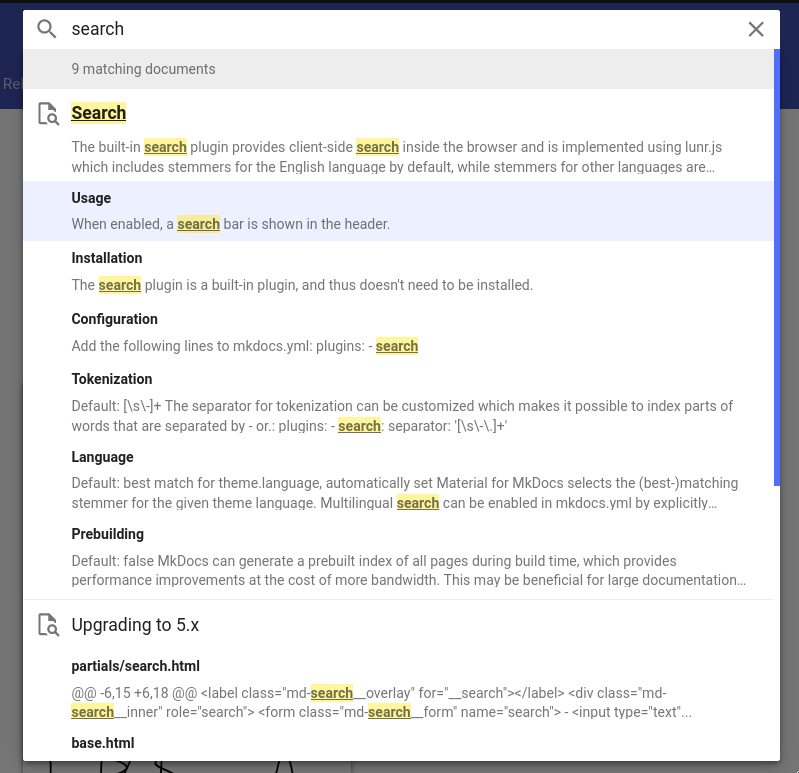 search
9 matching documents
Search
The built-in search plugin provides client-side search inside the browser and is implemented using lunr.js
which includes stemmers for the English language by default, while stemmers for other languages are…
Usage
When enabled, a search bar is shown in the header.
Installation
The search plugin is a built-in plugin, and thus doesn't need to be installed.
Configuration
Add the following lines to mkdocs.yml: plugins: - search
Tokenization
Default: [\s\-]+ The separator for tokenization can be customized which makes it possible to index parts of
words that are separated by - or.: plugins: - search: separator: '[\s\-\.]+'
Language
Default: best match for theme.language, automatically set Material for MkDocs selects the (best-)matching
stemmer for the given theme language. Multilingual search can be enabled in mkdocs.yml by explicitly…
Prebuilding
Default: false MkDocs can generate a prebuilt index of all pages during build time, which provides
performance improvements at the cost of more bandwidth. This may be beneficial for large documentation…
Upgrading to 5.x
partials/search.html
@@ -6,15 +6,18 @@ <label class="md-search__overlay" for="__search"></label> <div class="md-
search__inner" role="search"> <form class="md-search__form" name="search"> - <input type="text"...
base.html